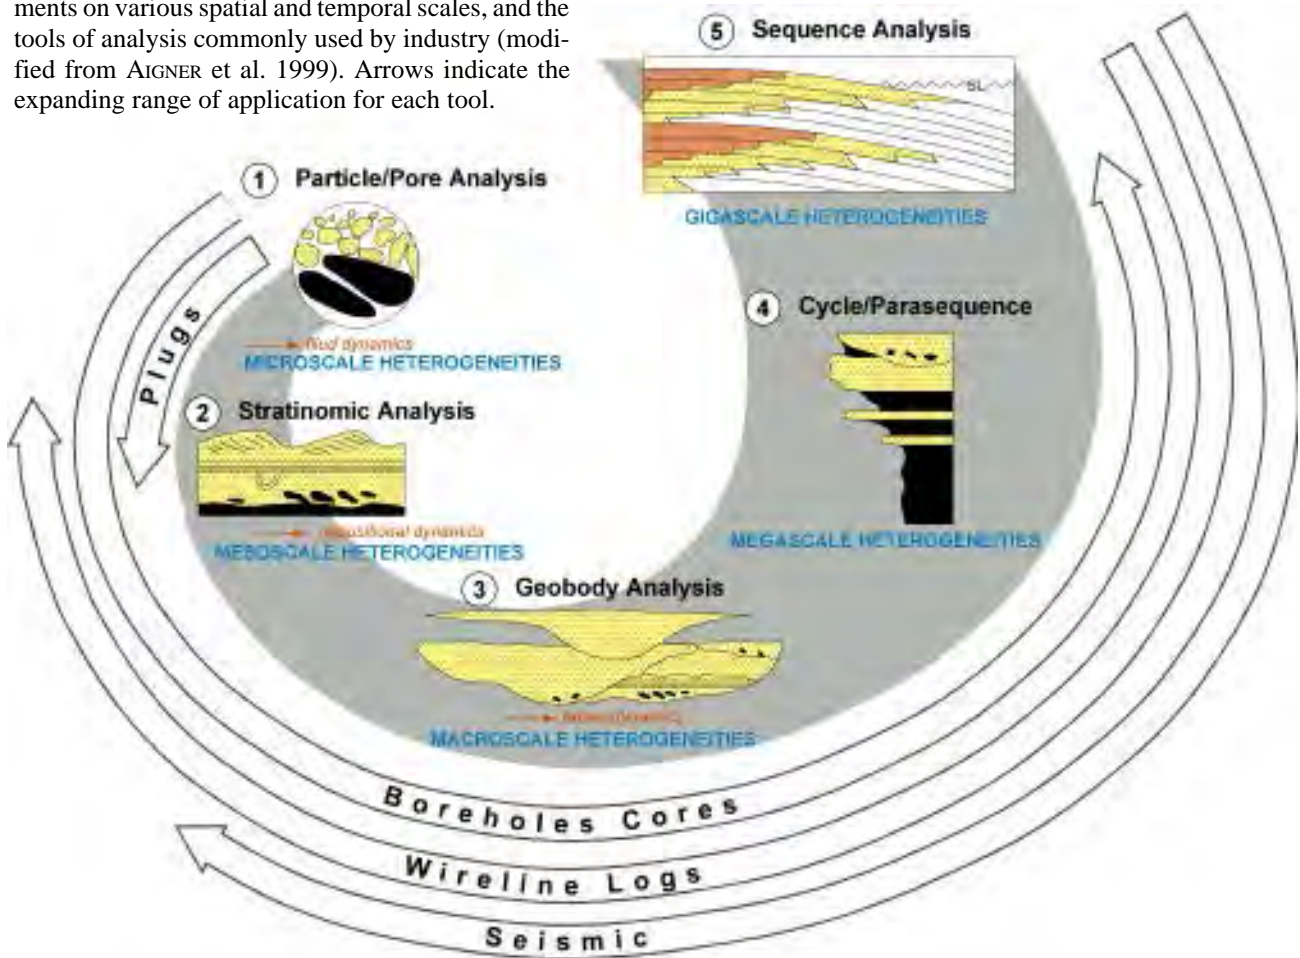 ments on various spatial and temporal scales, and the
tools of analysis commonly used by industry (modi-
fied from AIGNER et al. 1999). Arrows indicate the
expanding range of application for each tool.
5 Sequence Analysis
SL
GIGASCALE HETEROGENEITIES
1 Particle/Pore Analysis
fluid dynamics
MICROSCALE HETEROGENEITIES
Plugs
4 Cycle/Parasequence
MEGASCALE HETEROGENEITIES
2 Stratinomic Analysis
depositional dynamics
MESOSCALE HETEROGENEITIES
3 Geobody Analysis
MACROSCALE HETEROGENEITIES
Boreholes Cores
Wireline Logs
Seismic